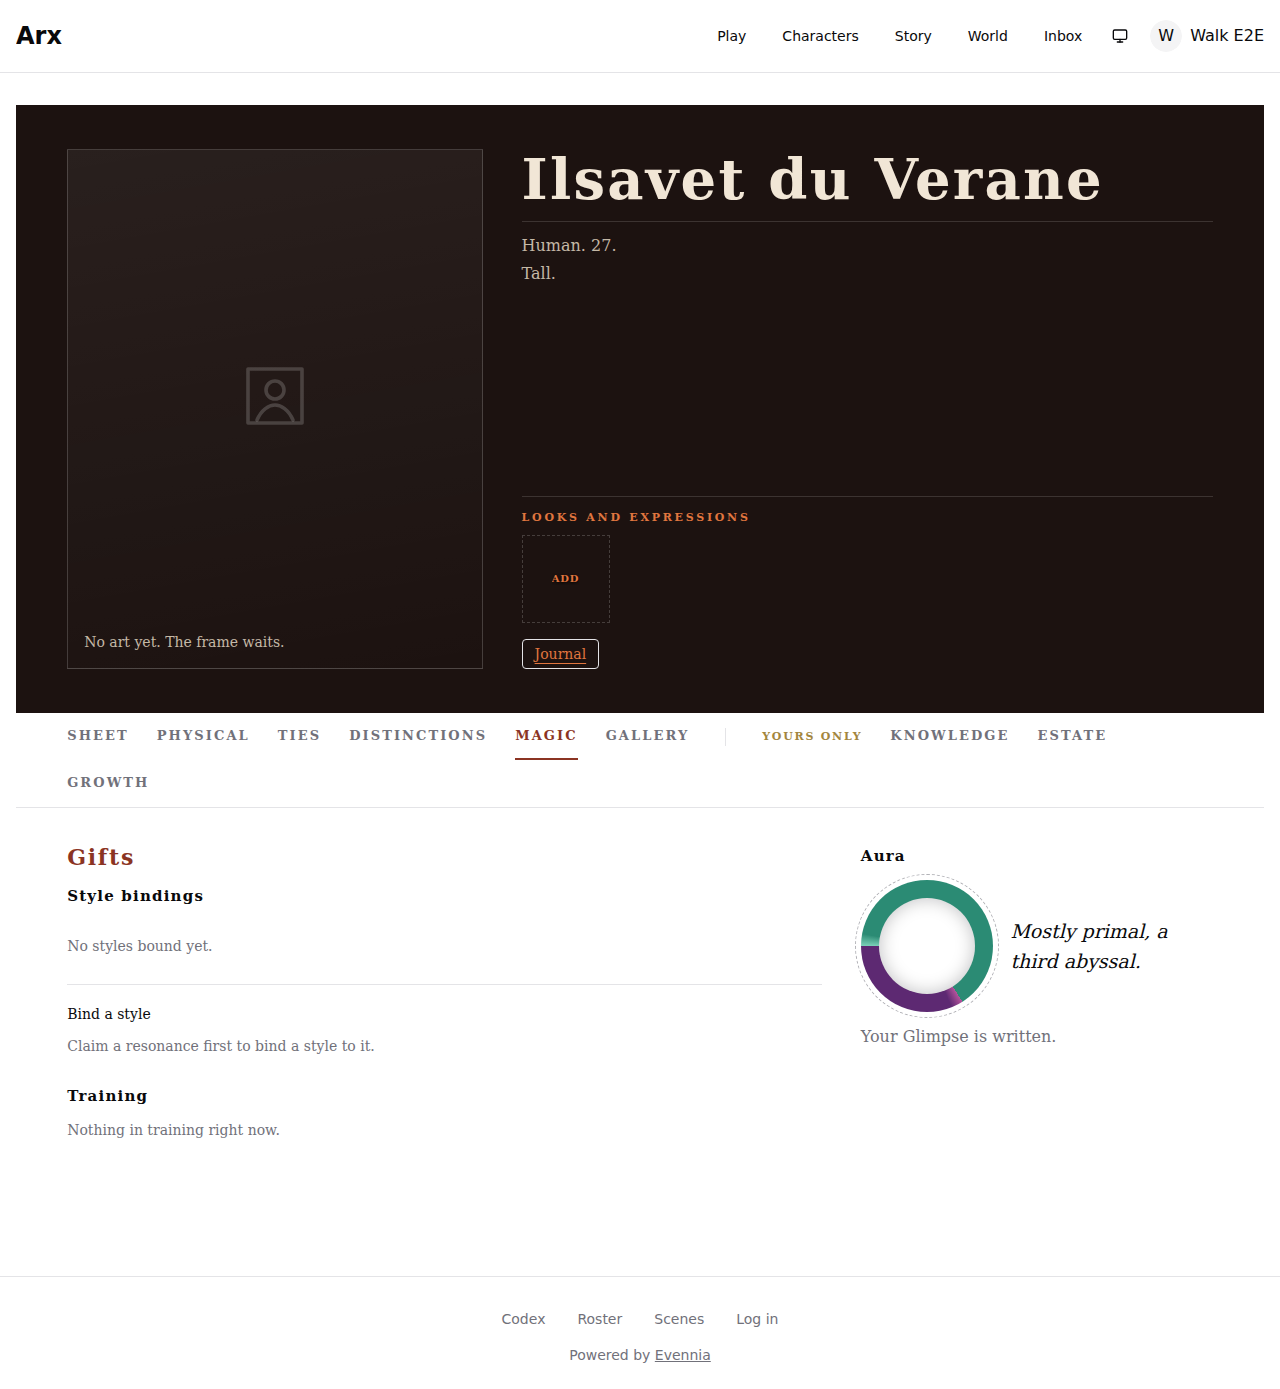 Arx
Play Characters Story World Inbox W Walk E2E
Ilsavet du Verane
Human. 27.
Tall.
LOOKS AND EXPRESSIONS
ADD
Journal
No art yet. The frame waits.
SHEET PHYSICAL TIES DISTINCTIONS MAGIC GALLERY YOURS ONLY KNOWLEDGE ESTATE
GROWTH
Gifts
Style bindings
No styles bound yet.
Bind a style
Claim a resonance first to bind a style to it.
Training
Nothing in training right now.
Aura
Mostly primal, a
third abyssal.
Your Glimpse is written.
Codex Roster Scenes Log in
Powered by Evennia